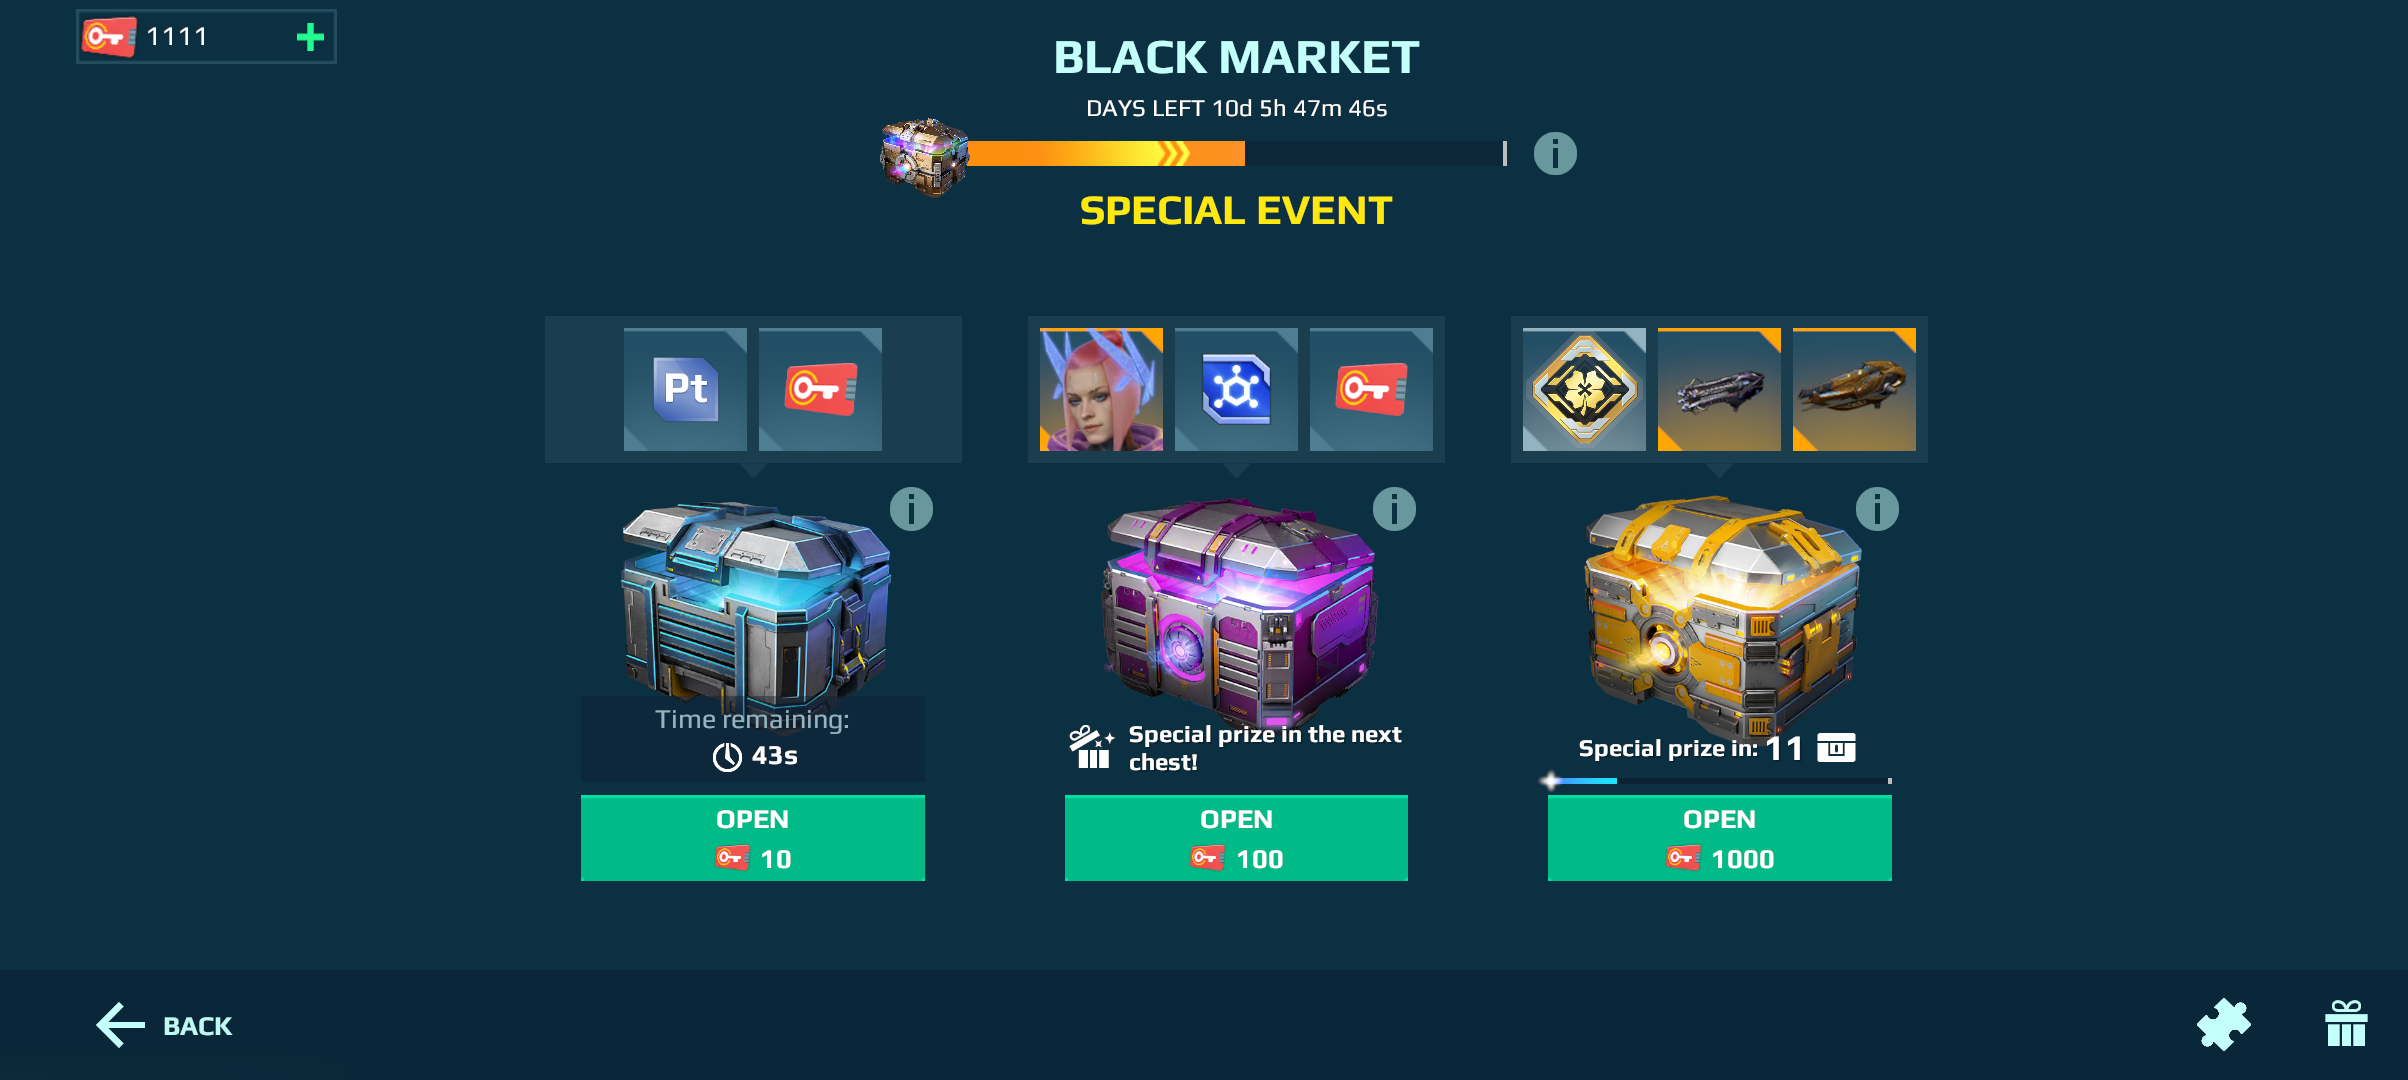 1111
BLACK MARKET
DAYS LEFT 10d 5h 47m 46s
SPECIAL EVENT
Pt
Time remaining:
43s
OPEN
10
Special prize in the next
chest!
OPEN
100
Special prize in: 11
OPEN
1000
BACK